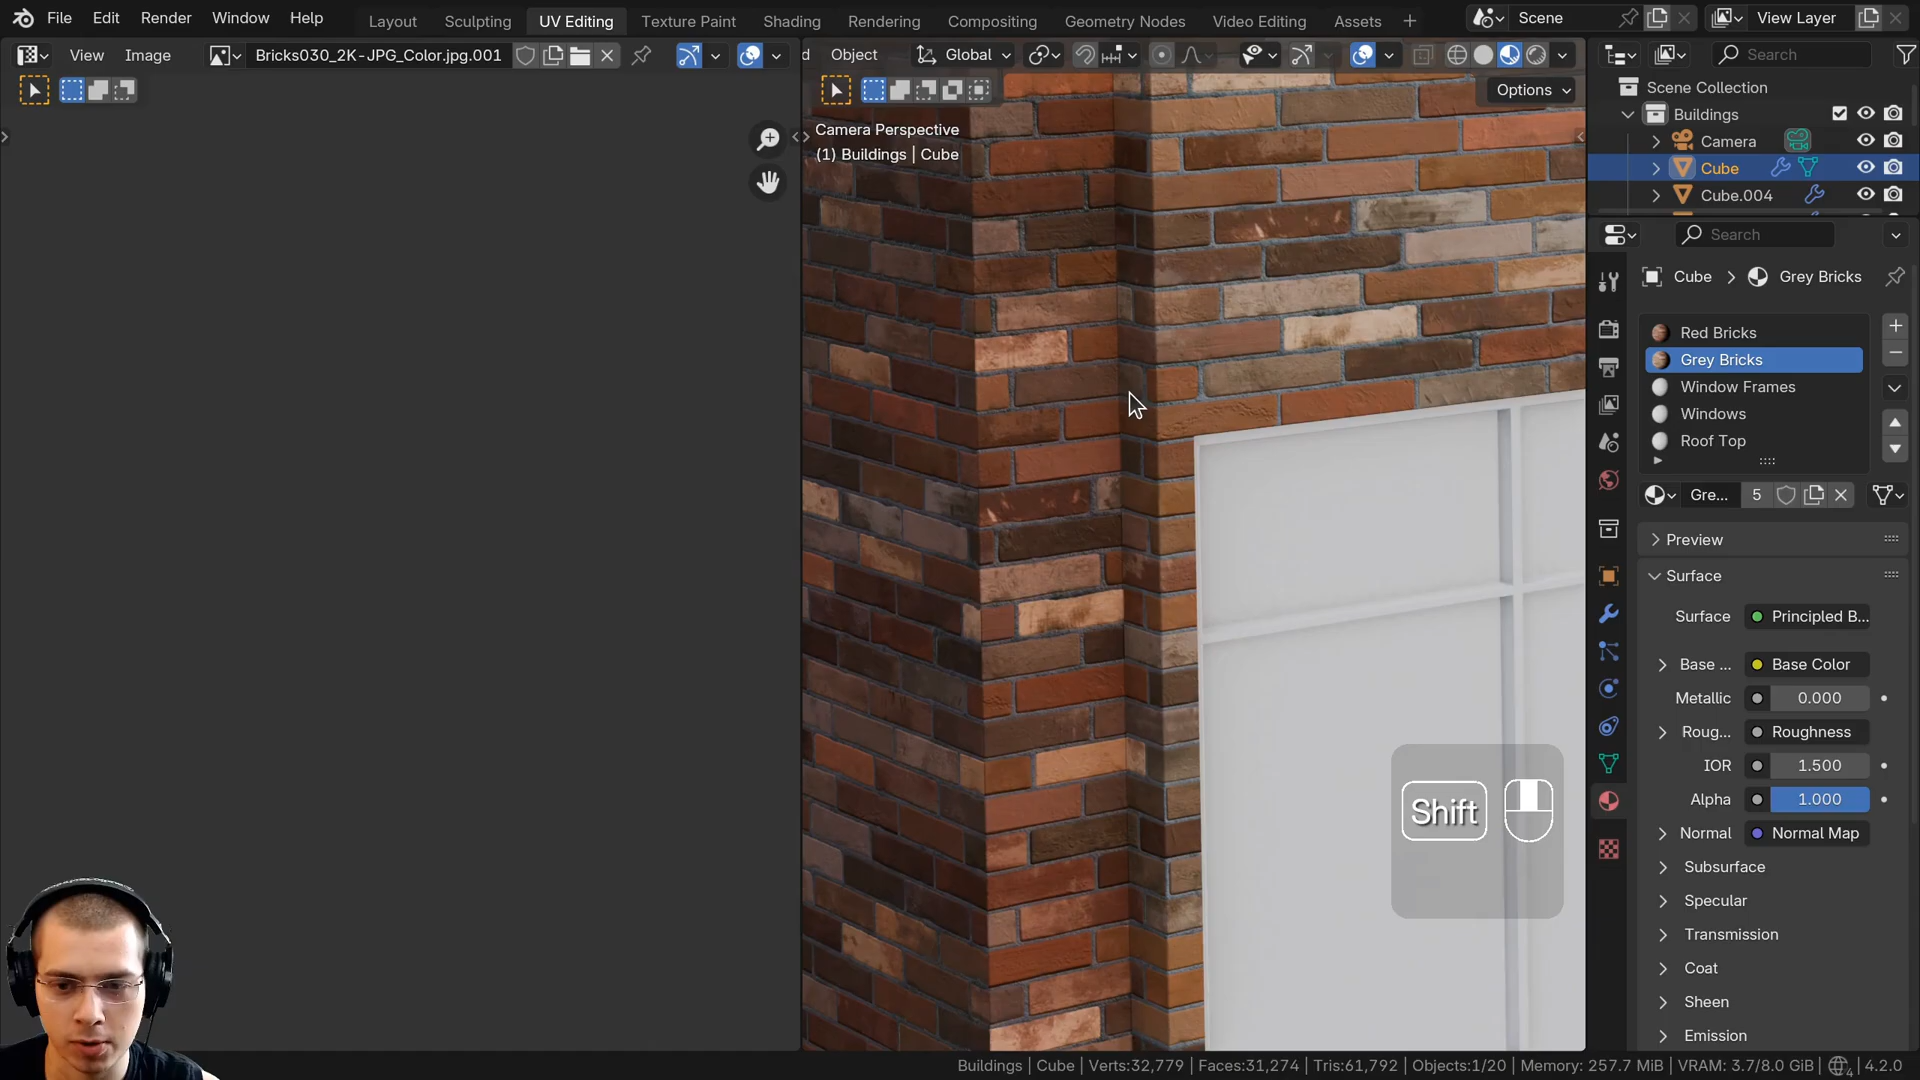 File Edit Render Window Help Layout Sculpting UV Editing Texture Paint Shading Rendering Compositing Geometry Nodes Video Editing Assets Scene View Layer
View Image Bricks030_2K-JPG_Color.jpg.001 Object Global Search
Options
Scene Collection
Buildings
Camera
Cube
Cube.004
Camera Perspective
(1) Buildings | Cube
Search
Cube Grey Bricks
Red Bricks
Grey Bricks
Window Frames
Windows
Roof Top
Gre... 5
Preview
Surface
Surface Principled B...
Base ... Base Color
Metallic 0.000
Roug... Roughness
IOR 1.500
Alpha 1.000
Normal Normal Map
Subsurface
Specular
Transmission
Coat
Sheen
Emission
Shift
Buildings | Cube | Verts:32,779 | Faces:31,274 | Tris:61,792 | Objects:1/20 | Memory: 257.7 MiB | VRAM: 3.7/8.0 GiB | 4 4.2.0